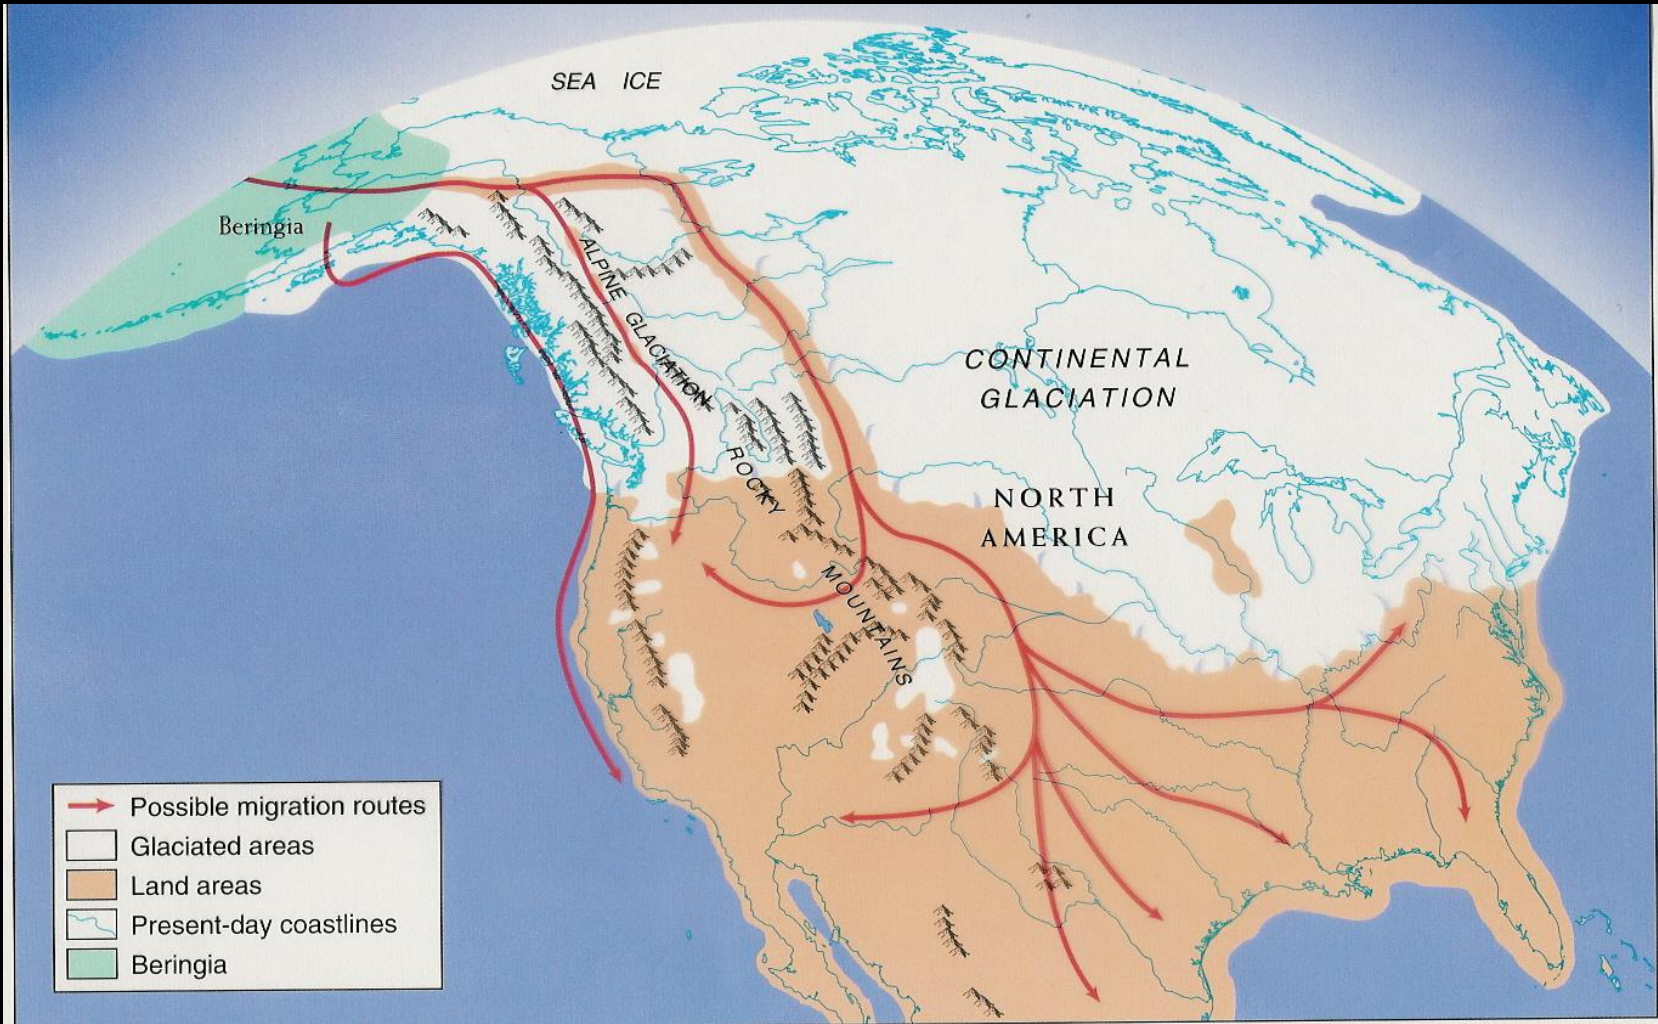 SEA ICE
Beringia
ALPINE GLACIATION
CONTINENTAL
GLACIATION
ROCKY
MOUNTAINS
NORTH
AMERICA
Possible migration routes
Glaciated areas
Land areas
Present-day coastlines
Beringia